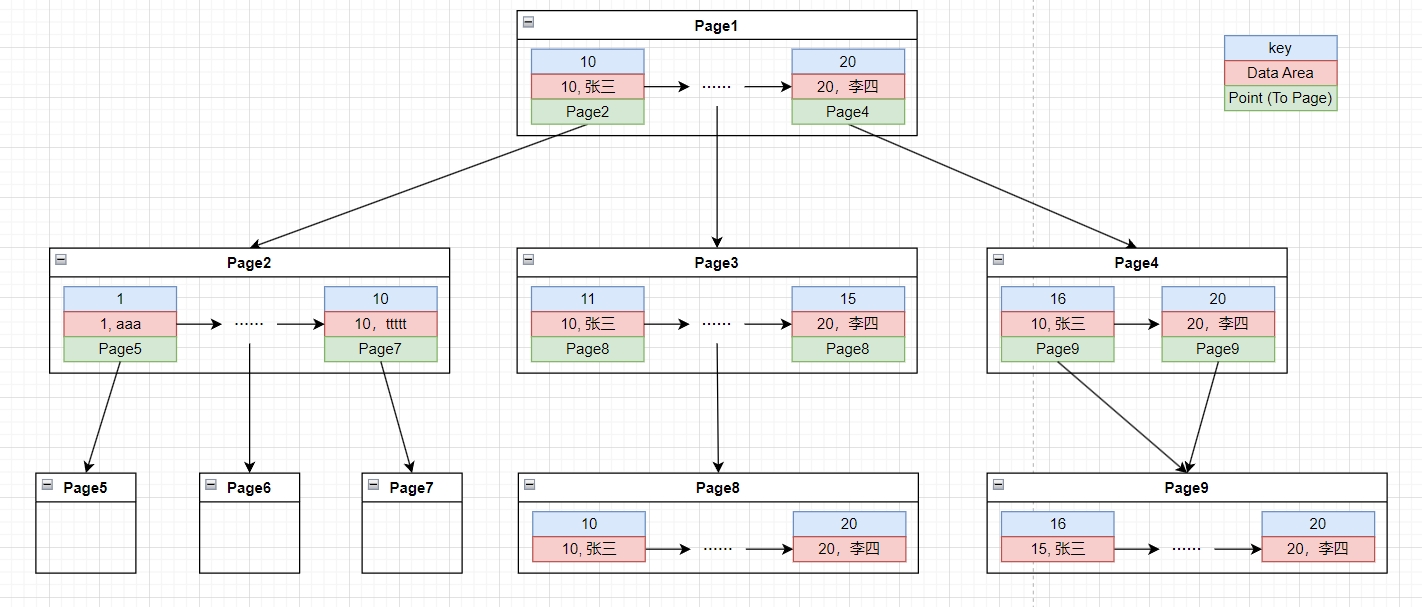 Page1
10
20
10, 张三
······
20，李四
Page2
Page4
key
Data Area
Point (To Page)
Page2
1
10
1, aaa
······
10，ttttt
Page5
Page7
Page3
11
15
10, 张三
······
20，李四
Page8
Page8
Page4
16
20
10, 张三
20，李四
Page9
Page9
Page5
Page6
Page7
Page8
10
20
10, 张三
······
20，李四
Page9
16
20
15, 张三
······
20，李四